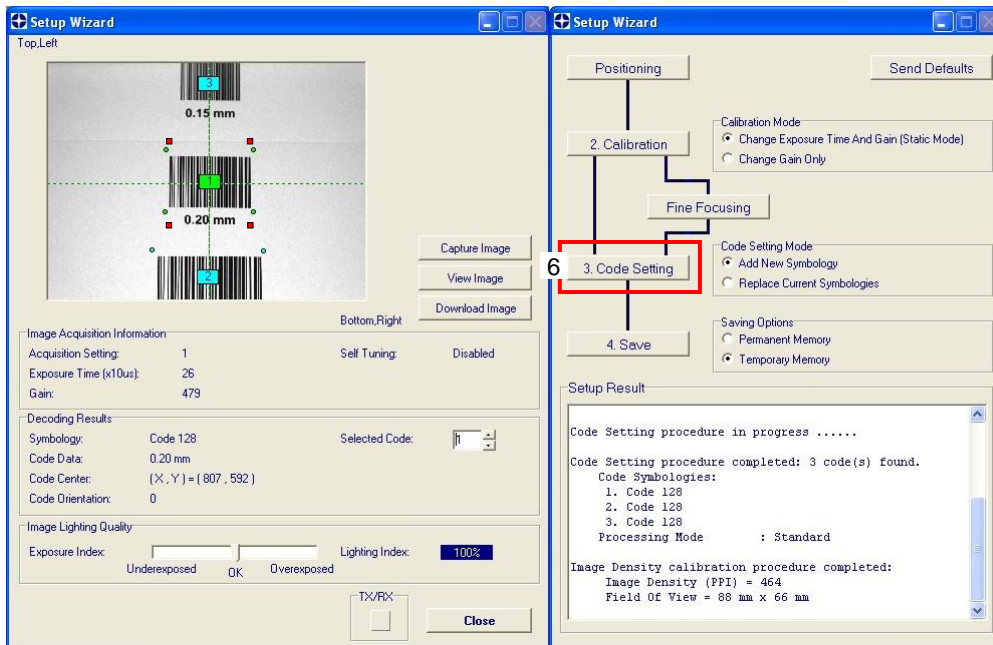 Setup Wizard
Top,Left
3
0.15 mm
1
0.20 mm
2
Capture Image
View Image
Download Image
Bottom,Right
Image Acquisition Information
Acquisition Setting: 1 Self Tuning: Disabled
Exposure Time (x10us): 26
Gain: 479
Decoding Results
Symbology: Code 128 Selected Code: 1
Code Data: 0.20 mm
Code Center: ( X , Y ) = ( 807 , 592 )
Code Orientation: 0
Image Lighting Quality
Exposure Index: Lighting Index: 100%
Underexposed OK Overexposed
TX/RX
Close
Setup Wizard
Positioning Send Defaults
Calibration Mode
2. Calibration
Change Exposure Time And Gain (Static Mode)
Change Gain Only
Fine Focusing
Code Setting Mode
6 3. Code Setting
Add New Symbology
Replace Current Symbologies
Saving Options
4. Save
Permanent Memory
Temporary Memory
Setup Result
Code Setting procedure in progress ......
Code Setting procedure completed: 3 code(s) found.
Code Symbologies:
1. Code 128
2. Code 128
3. Code 128
Processing Mode : Standard
Image Density calibration procedure completed:
Image Density (PPI) = 464
Field Of View = 88 mm x 66 mm